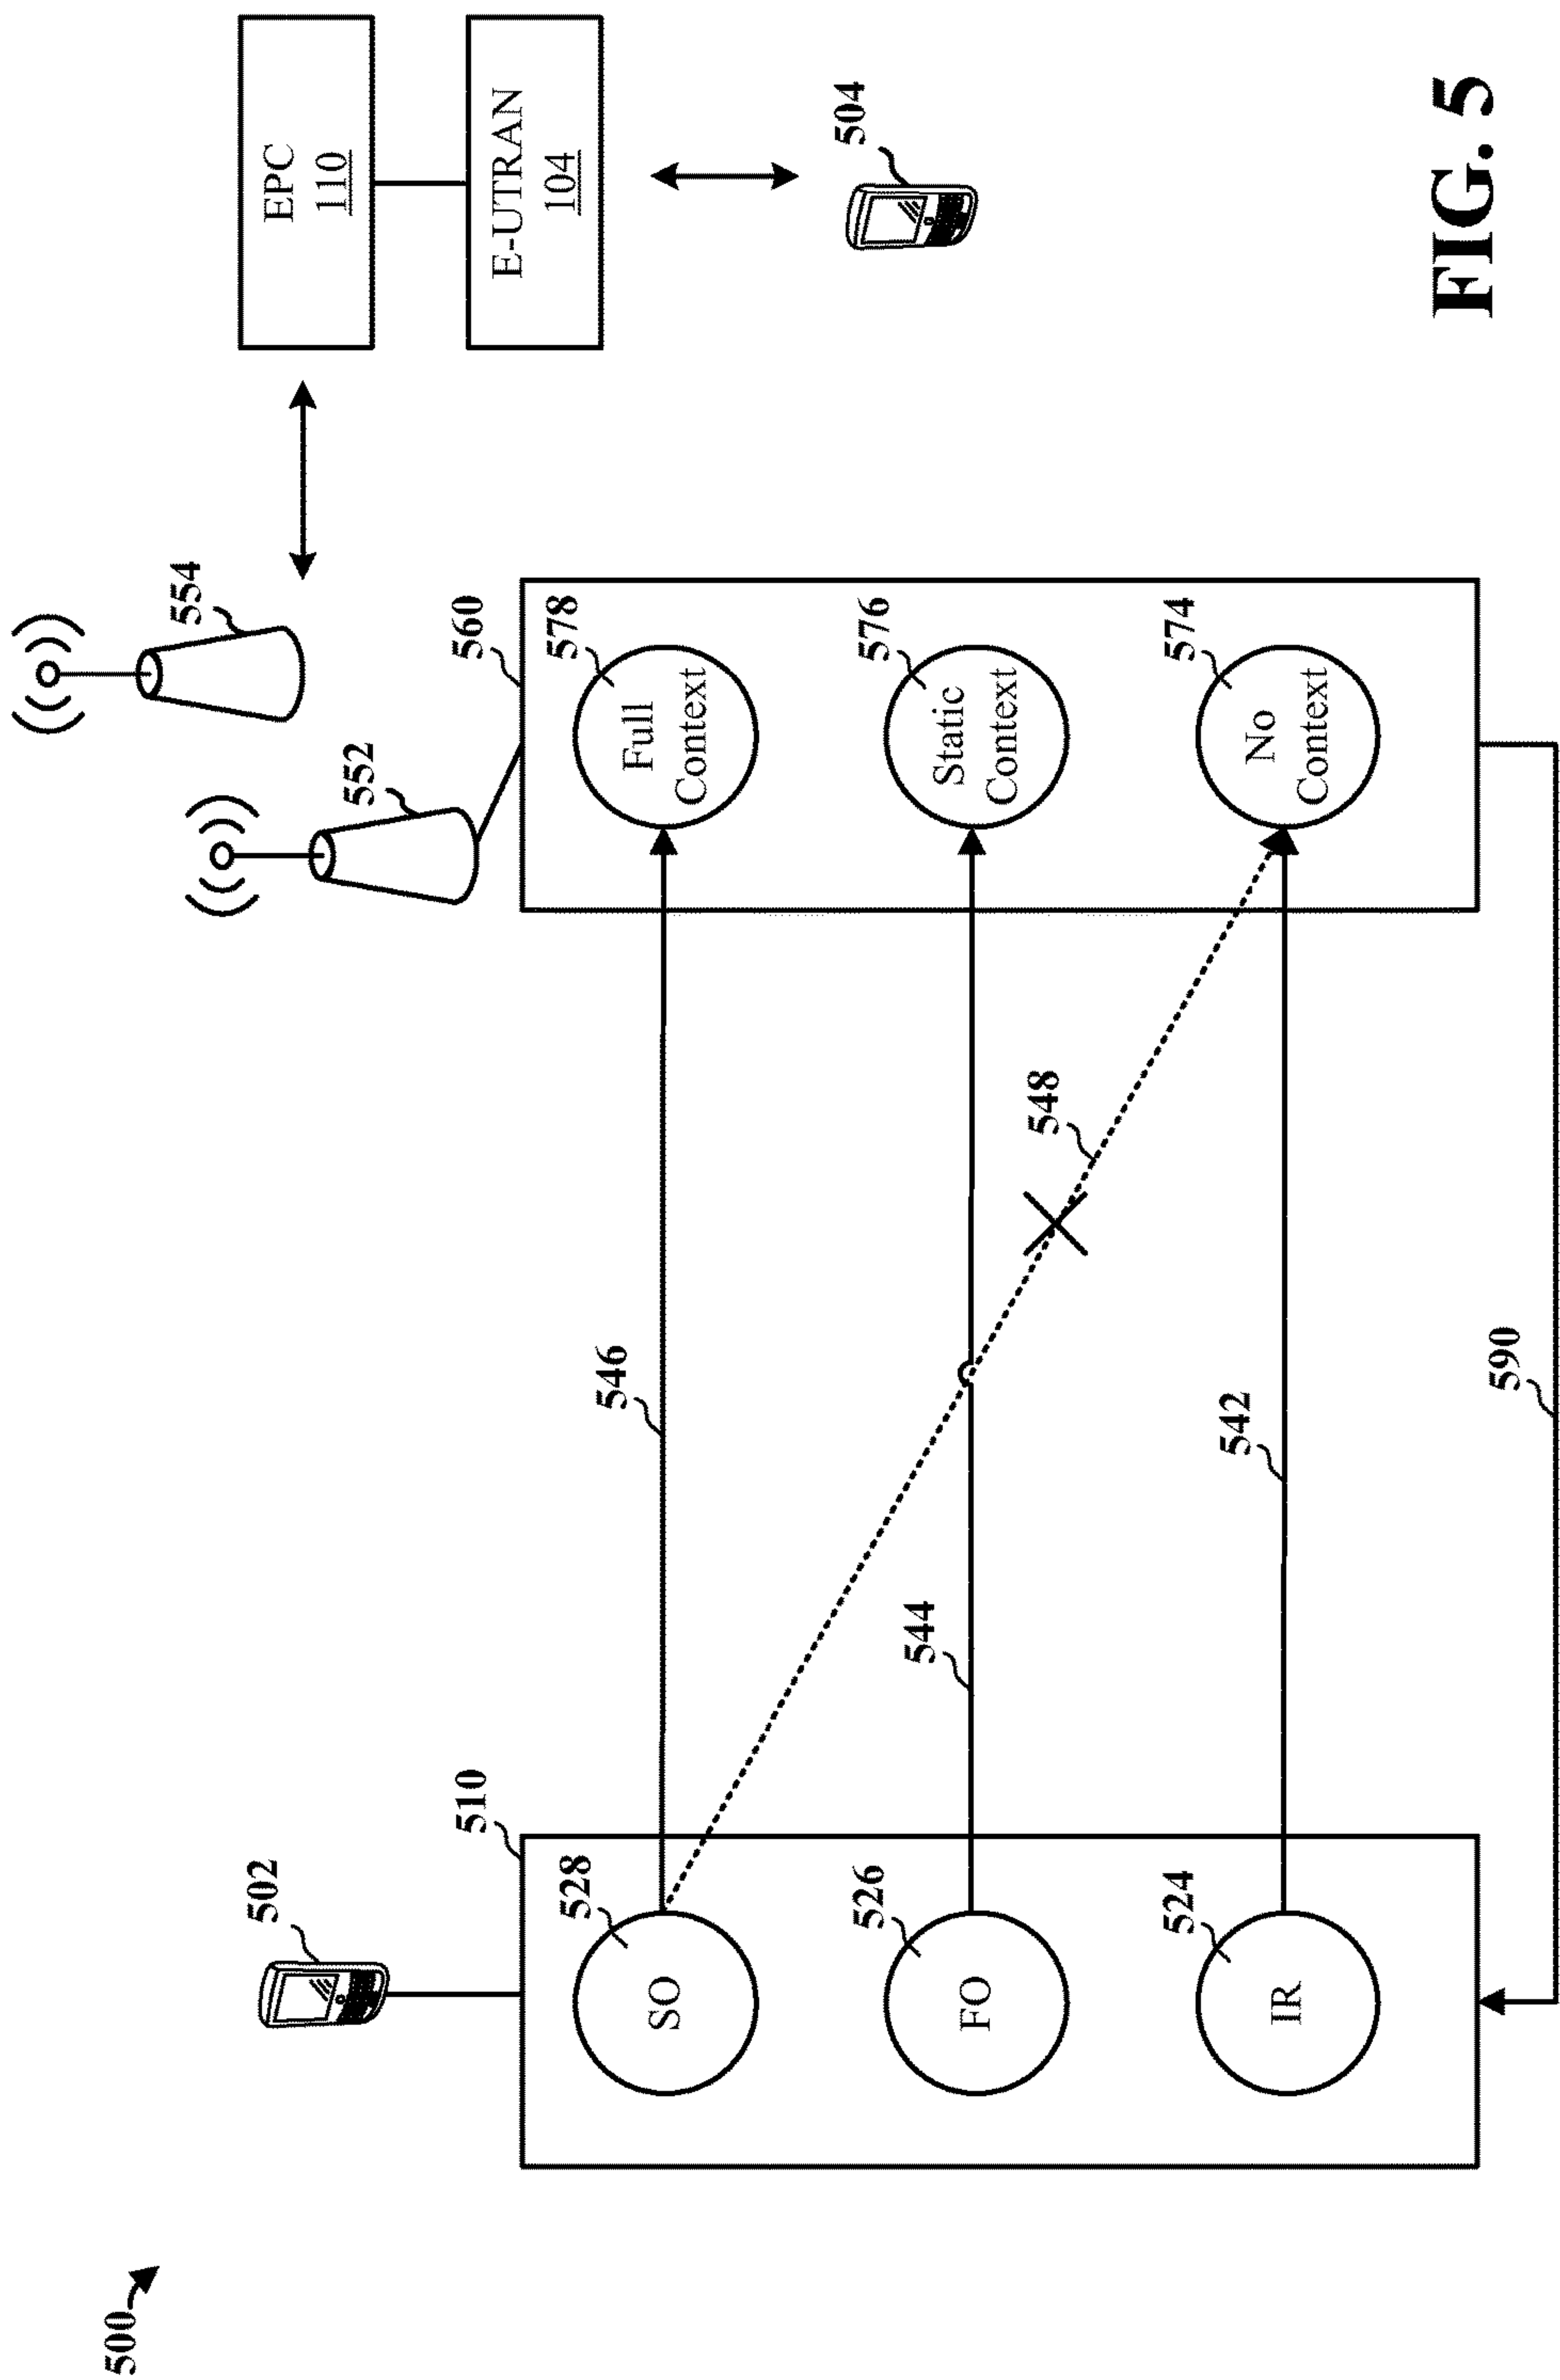 500
502
510
SO
528
FO
526
IR
524
546
544
548
542
590
552
554
560
Full
Context
578
Static
Context
576
No
Context
574
EPC
110
E-UTRAN
104
504
FIG. 5